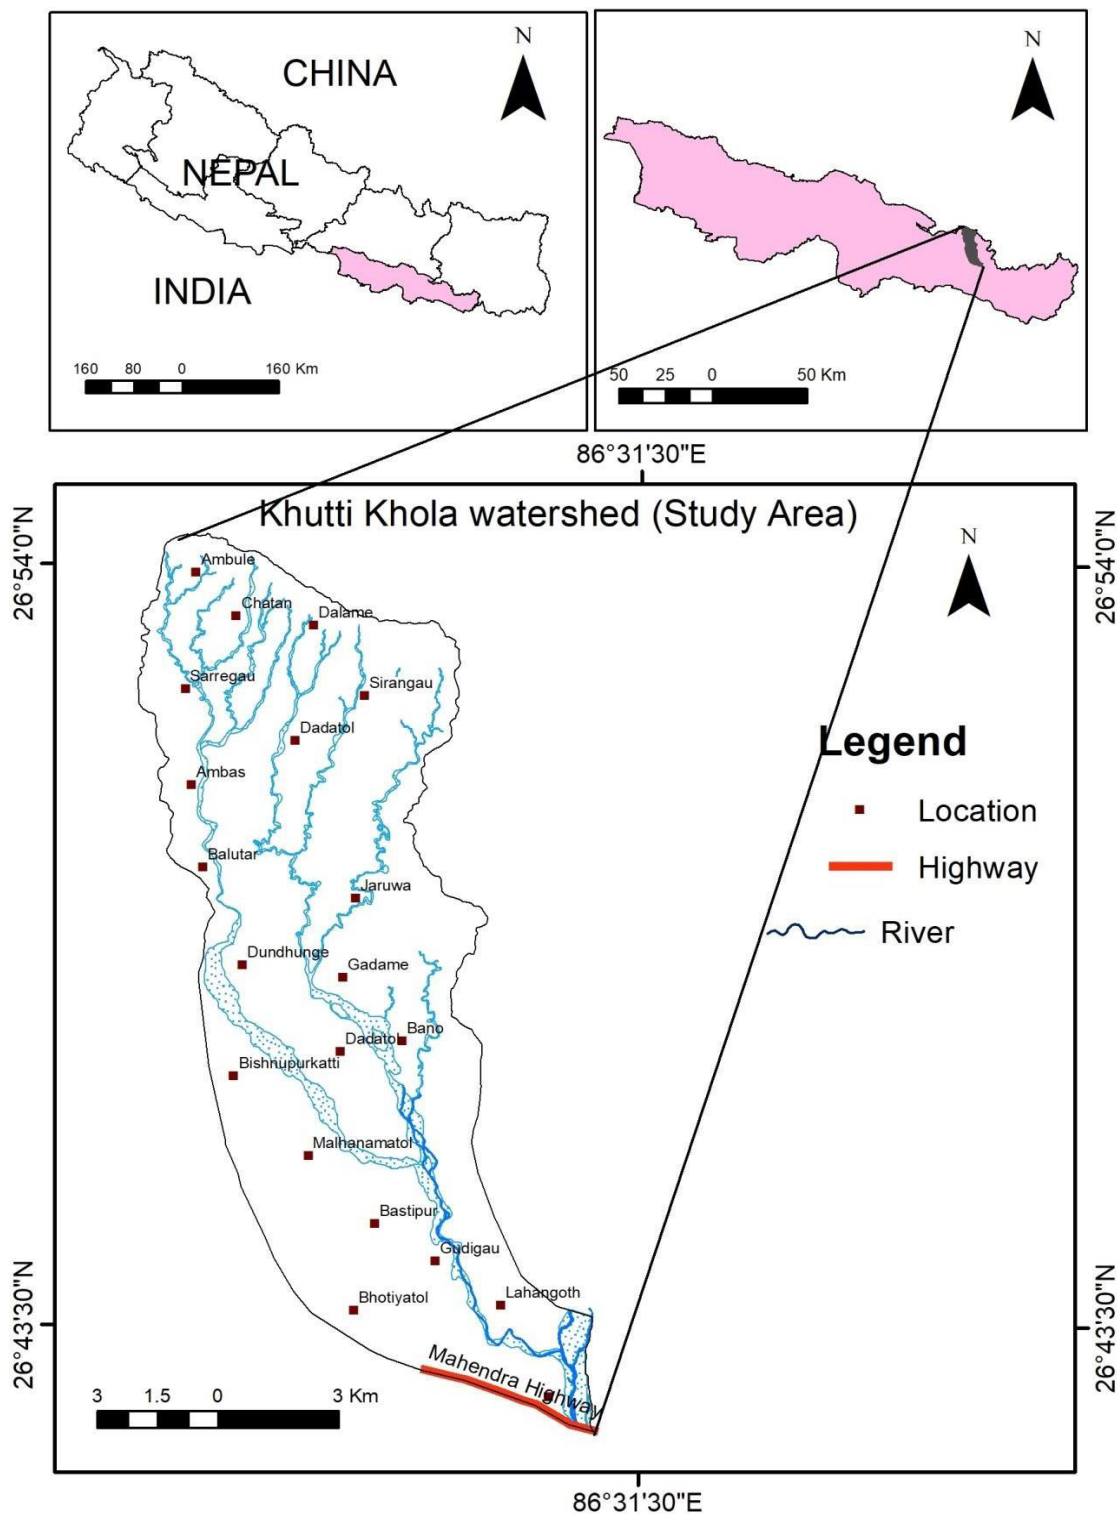 N
CHINA
NEPAL
INDIA
160 80 0 160 Km
N
50 25 0 50 Km
86°31'30"E
Khutti Khola watershed (Study Area)
26°54'0"N
26°54'0"N
N
Ambule
Chatan
Dalame
Sarregau
Sirangau
Dadatol
Ambas
Balutar
Jaruwa
Dundhunge
Gadame
Bano
Dadatol
Bishnupurkatti
Malhanamatol
Bastipur
Gudigau
Lahangoth
Bhotiyatol
Mahendra Highway
Legend
Location
Highway
River
26°43'30"N
26°43'30"N
3 1.5 0 3 Km
86°31'30"E